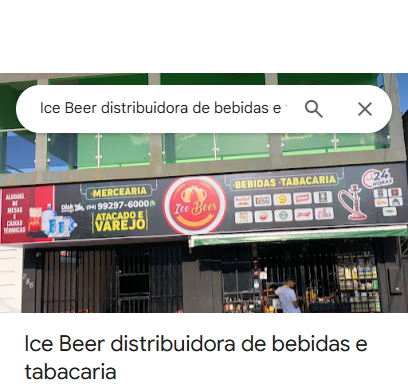 Ice Beer distribuidora de bebidas e
MERCEARIA
BEBIDAS TABACARIA
24
HORAS
ALUGUEL
DE
MESAS
E
CAIXAS
TÉRMICAS
99297-6000
ATACADO E
VAREJO
Ice Beer
Ice Beer distribuidora de bebidas e
tabacaria